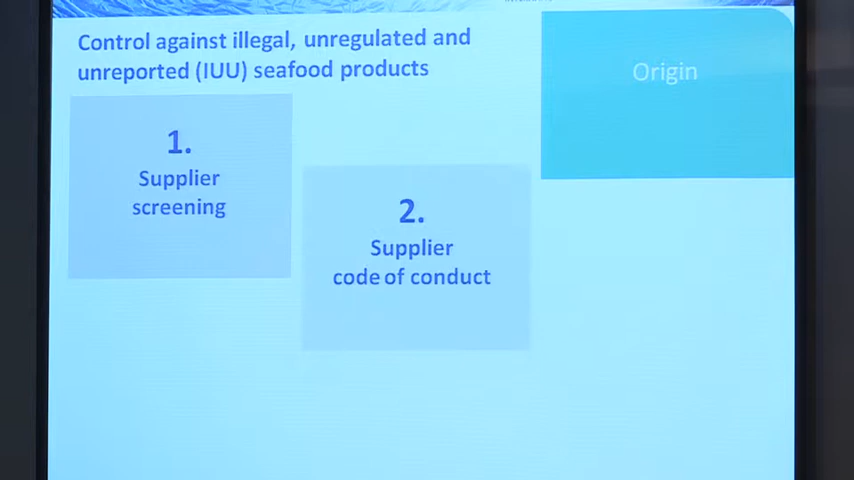 Control against illegal, unregulated and
unreported (IUU) seafood products
Origin
1.
Supplier
screening
2.
Supplier
code of conduct